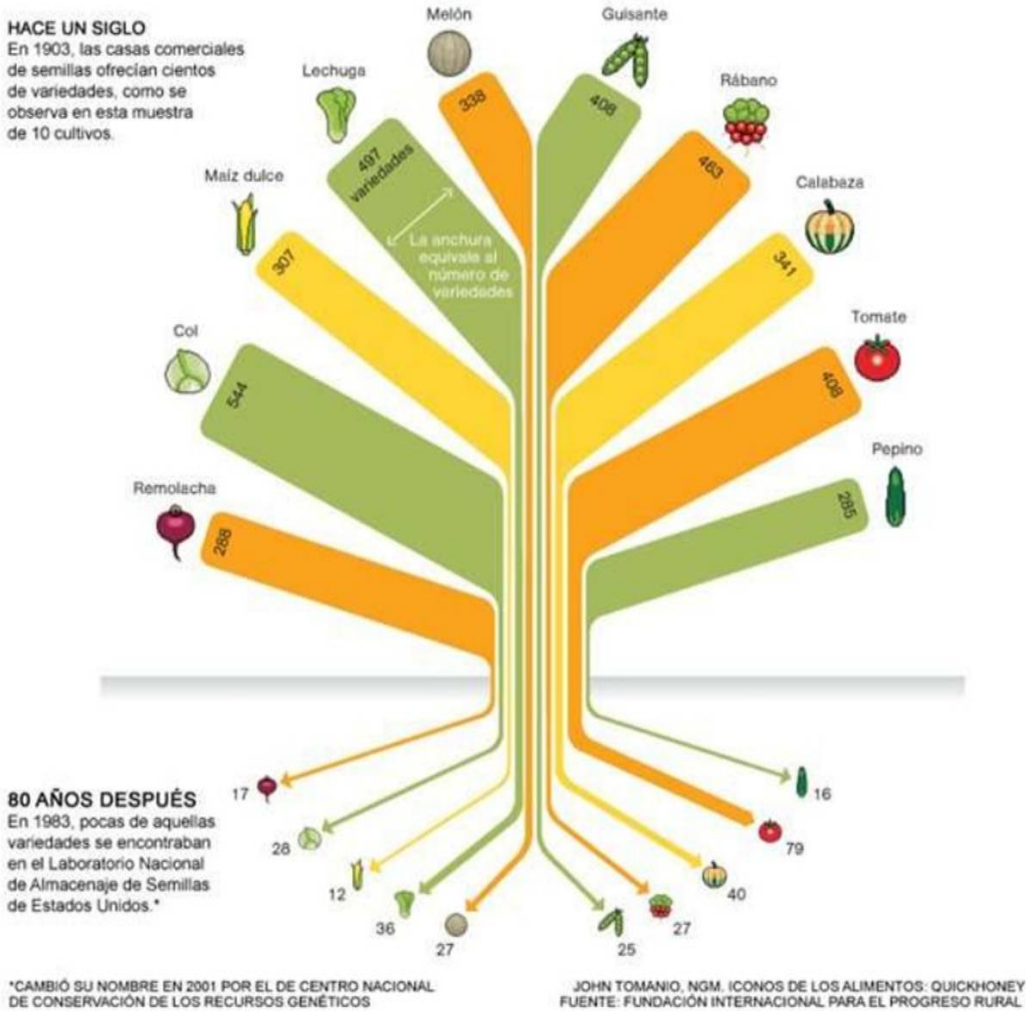 HACE UN SIGLO
En 1903, las casas comerciales
de semillas ofrecían cientos
de variedades, como se
observa en esta muestra
de 10 cultivos.
Melón
338
Guisante
408
Lechuga
497
variedades
La anchura
equivale al
número de
variedades
Rábano
463
Maíz dulce
307
Calabaza
341
Col
544
Tomate
408
Remolacha
288
Pepino
285
80 AÑOS DESPUÉS
En 1983, pocas de aquellas
variedades se encontraban
en el Laboratorio Nacional
de Almacenaje de Semillas
de Estados Unidos.*
17
28
12
36
27
25
27
40
79
16
*CAMBIÓ SU NOMBRE EN 2001 POR EL DE CENTRO NACIONAL
DE CONSERVACIÓN DE LOS RECURSOS GENÉTICOS
JOHN TOMANIO, NGM. ICONOS DE LOS ALIMENTOS: QUICKHONEY
FUENTE: FUNDACIÓN INTERNACIONAL PARA EL PROGRESO RURAL